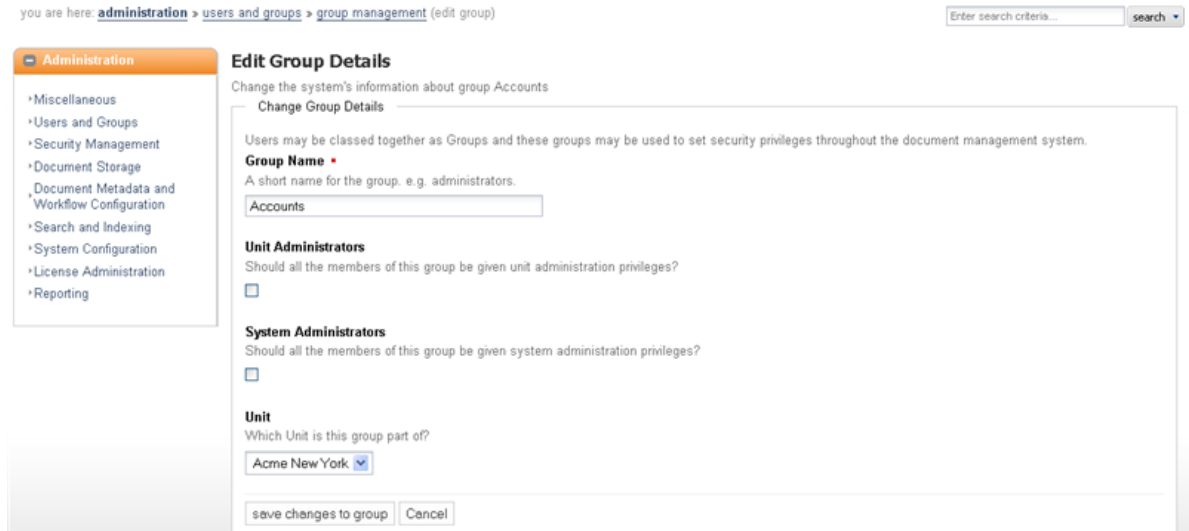 you are here: administration » users and groups » group management (edit group)
Enter search criteria...
search
Administration
Miscellaneous
Users and Groups
Security Management
Document Storage
Document Metadata and
Workflow Configuration
Search and Indexing
System Configuration
License Administration
Reporting
Edit Group Details
Change the system's information about group Accounts
Change Group Details
Users may be classed together as Groups and these groups may be used to set security privileges throughout the document management system.
Group Name •
A short name for the group. e.g. administrators.
Accounts
Unit Administrators
Should all the members of this group be given unit administration privileges?
System Administrators
Should all the members of this group be given system administration privileges?
Unit
Which Unit is this group part of?
Acme New York
save changes to group
Cancel